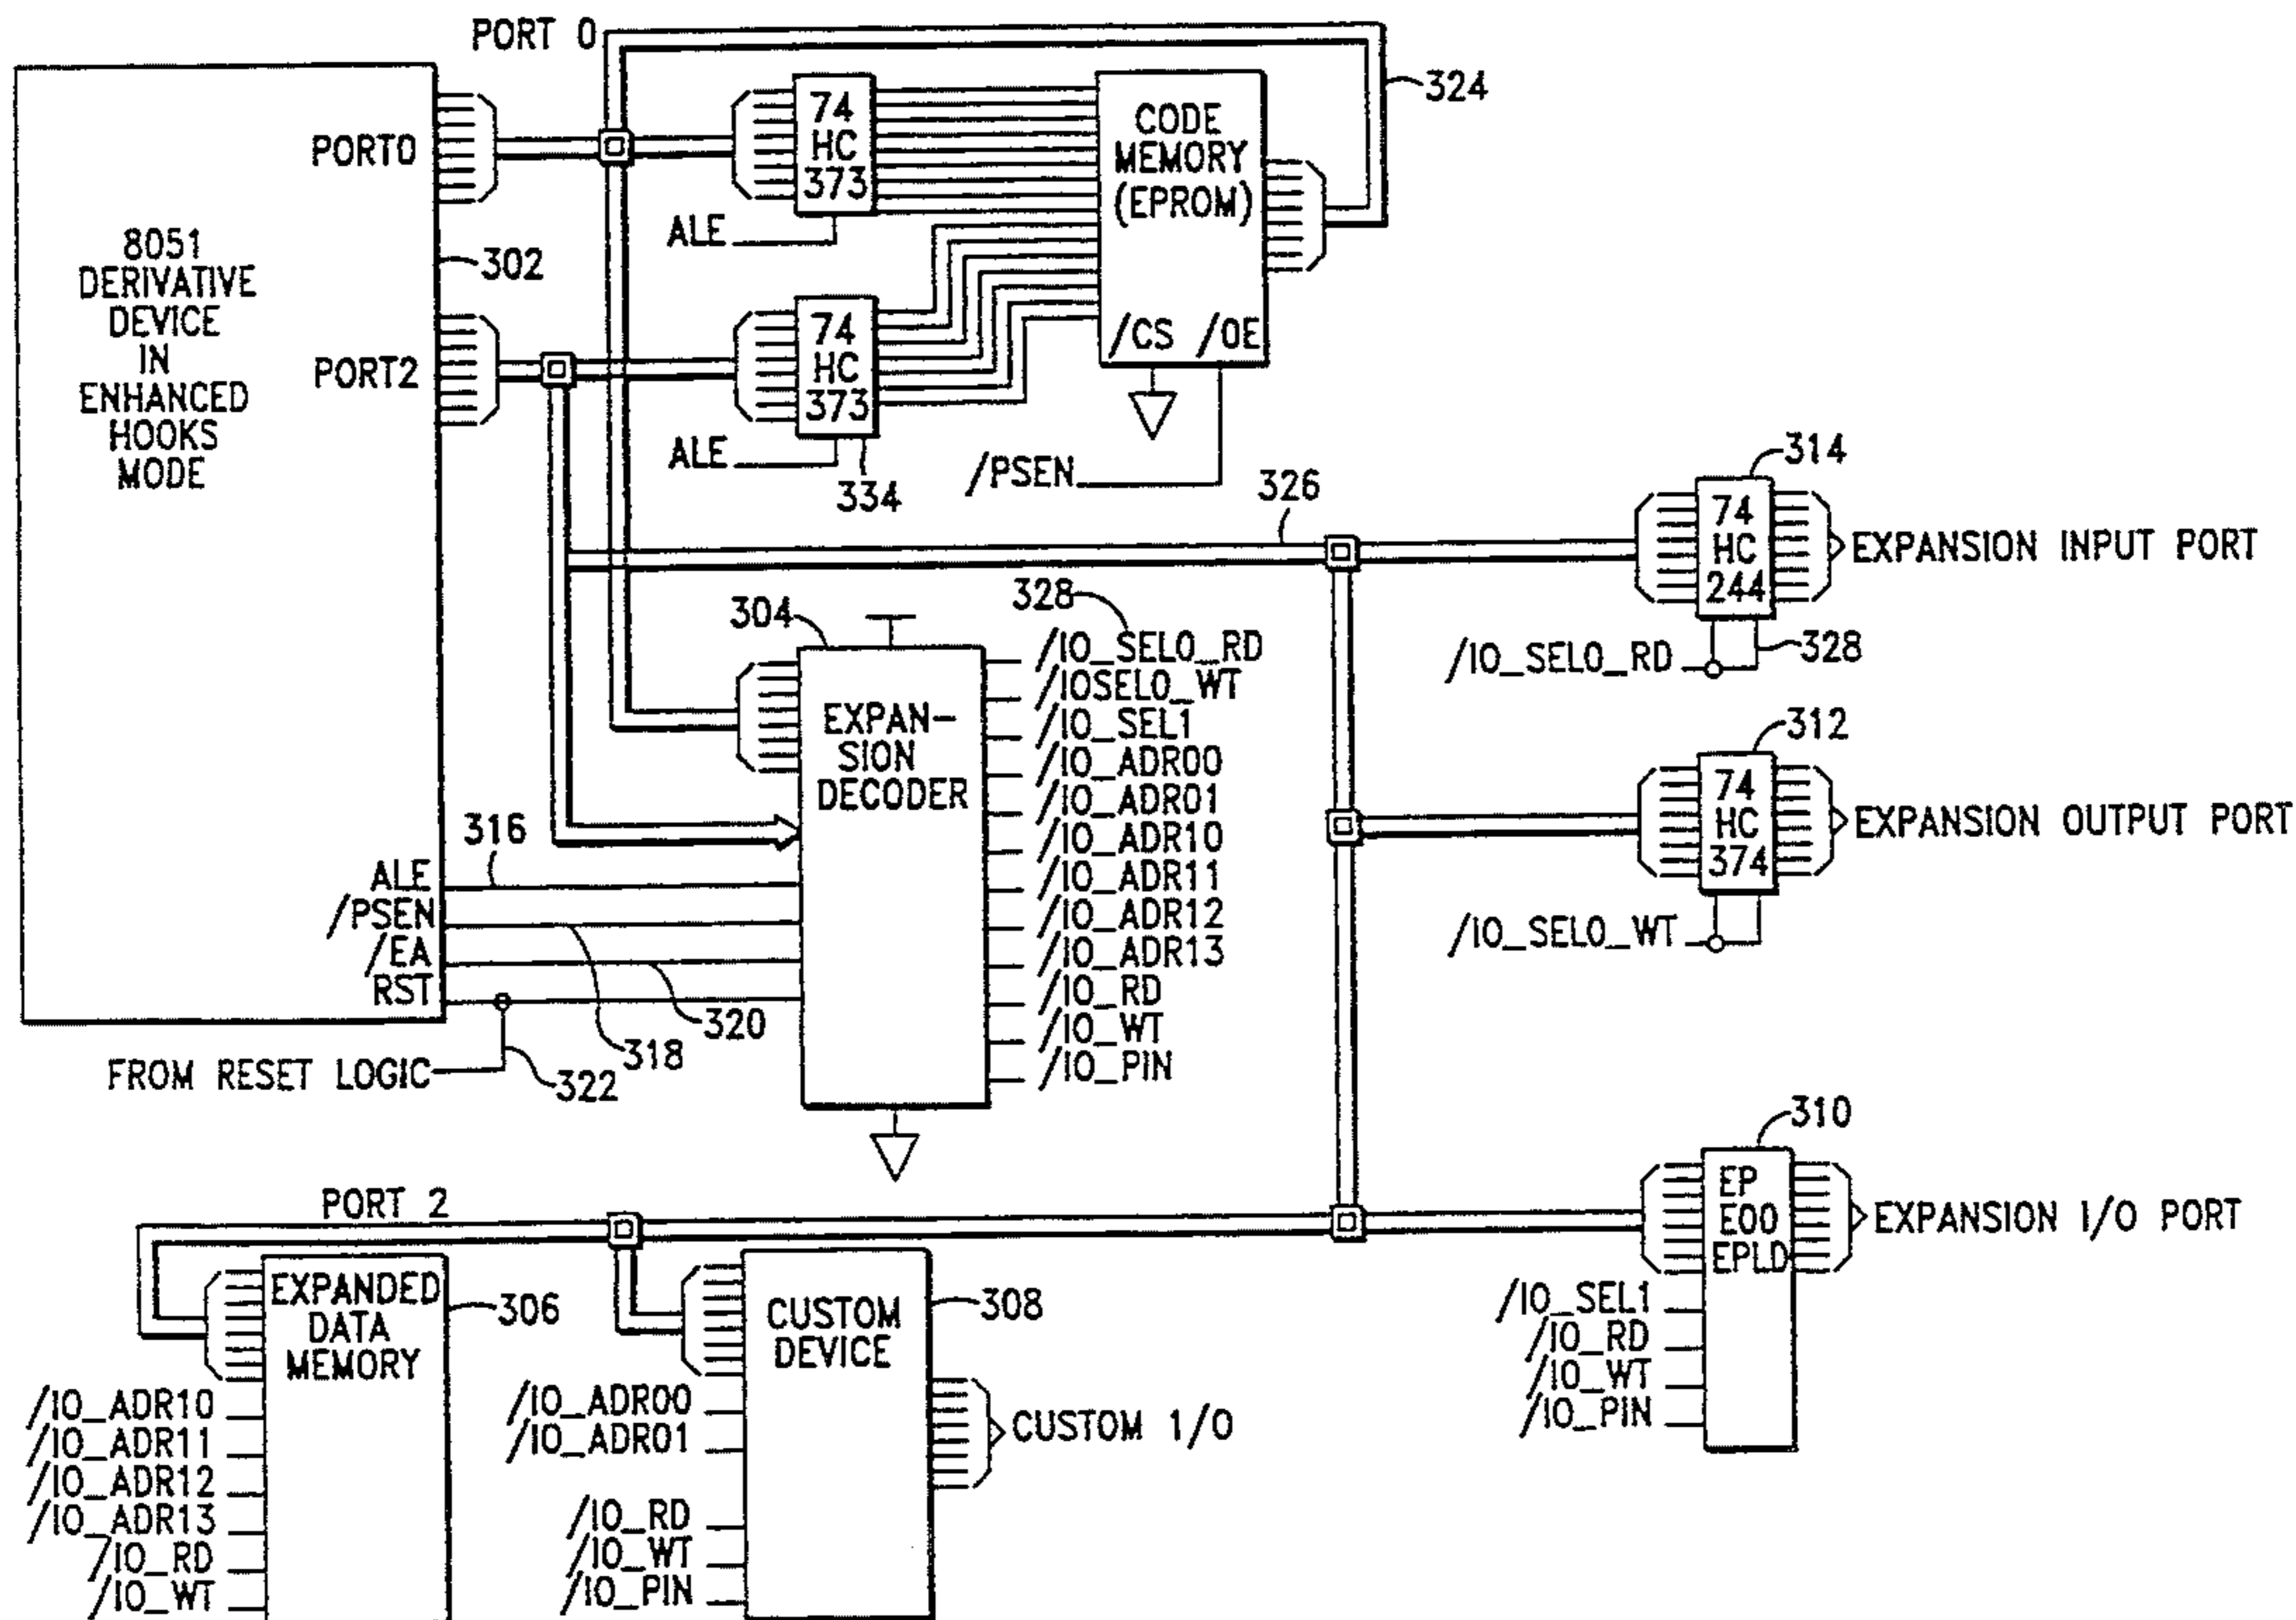 PORT 0
324
8051
DERIVATIVE
DEVICE
IN
ENHANCED
HOOKS
MODE
PORT0
PORT2
302
74
HC
373
ALE
74
HC
373
ALE
334
CODE
MEMORY
(EPROM)
/CS /OE
/PSEN
326
314
74
HC
244
EXPANSION INPUT PORT
/IO_SEL0_RD
328
312
74
HC
374
EXPANSION OUTPUT PORT
/IO_SEL0_WT
304
EXPAN-
SION
DECODER
328
/IO_SEL0_RD
/IOSEL0_WT
/IO_SEL1
/IO_ADR00
/IO_ADR01
/IO_ADR10
/IO_ADR11
/IO_ADR12
/IO_ADR13
/IO_RD
/IO_WT
/IO_PIN
316
ALE
/PSEN
/EA
RST
320
318
322
FROM RESET LOGIC
310
EP
E00
EPLD
EXPANSION I/O PORT
/IO_SEL1
/IO_RD
/IO_WT
/IO_PIN
PORT 2
EXPANDED
DATA
MEMORY
306
/IO_ADR10
/IO_ADR11
/IO_ADR12
/IO_ADR13
/IO_RD
/IO_WT
CUSTOM
DEVICE
308
/IO_ADR00
/IO_ADR01
/IO_RD
/IO_WT
/IO_PIN
CUSTOM I/O